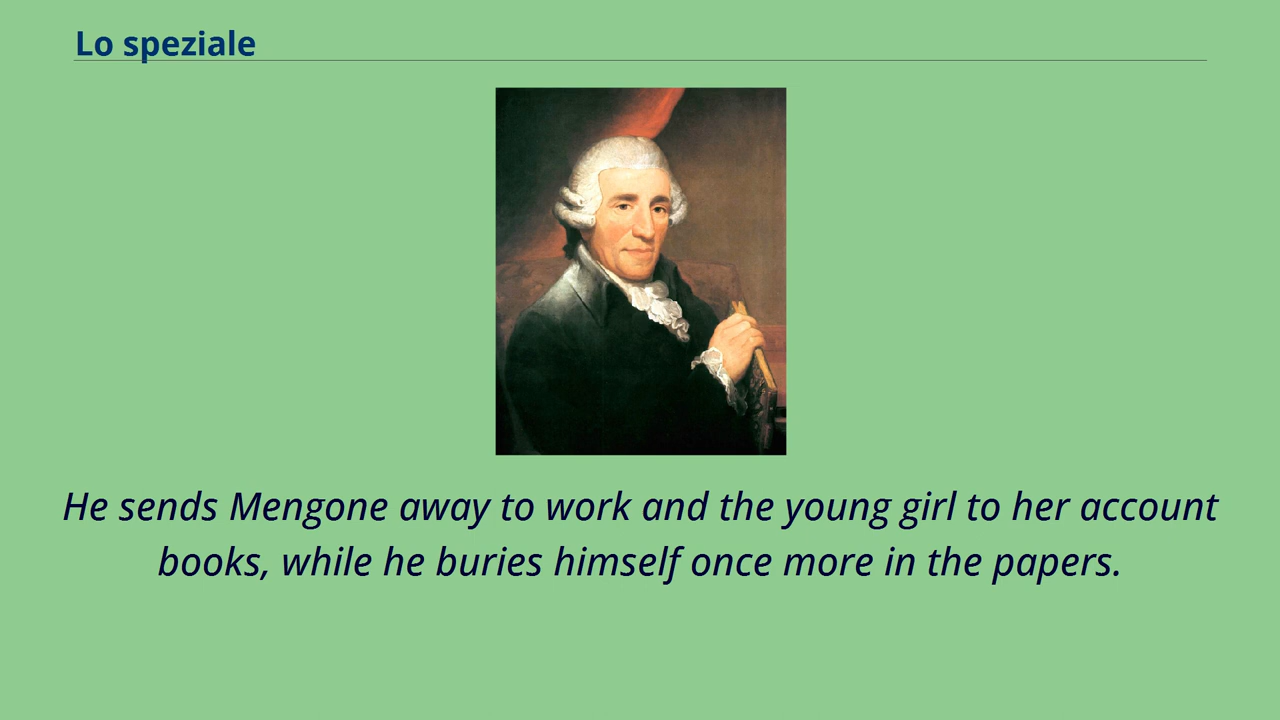 Lo speziale
He sends Mengone away to work and the young girl to her account
books, while he buries himself once more in the papers.